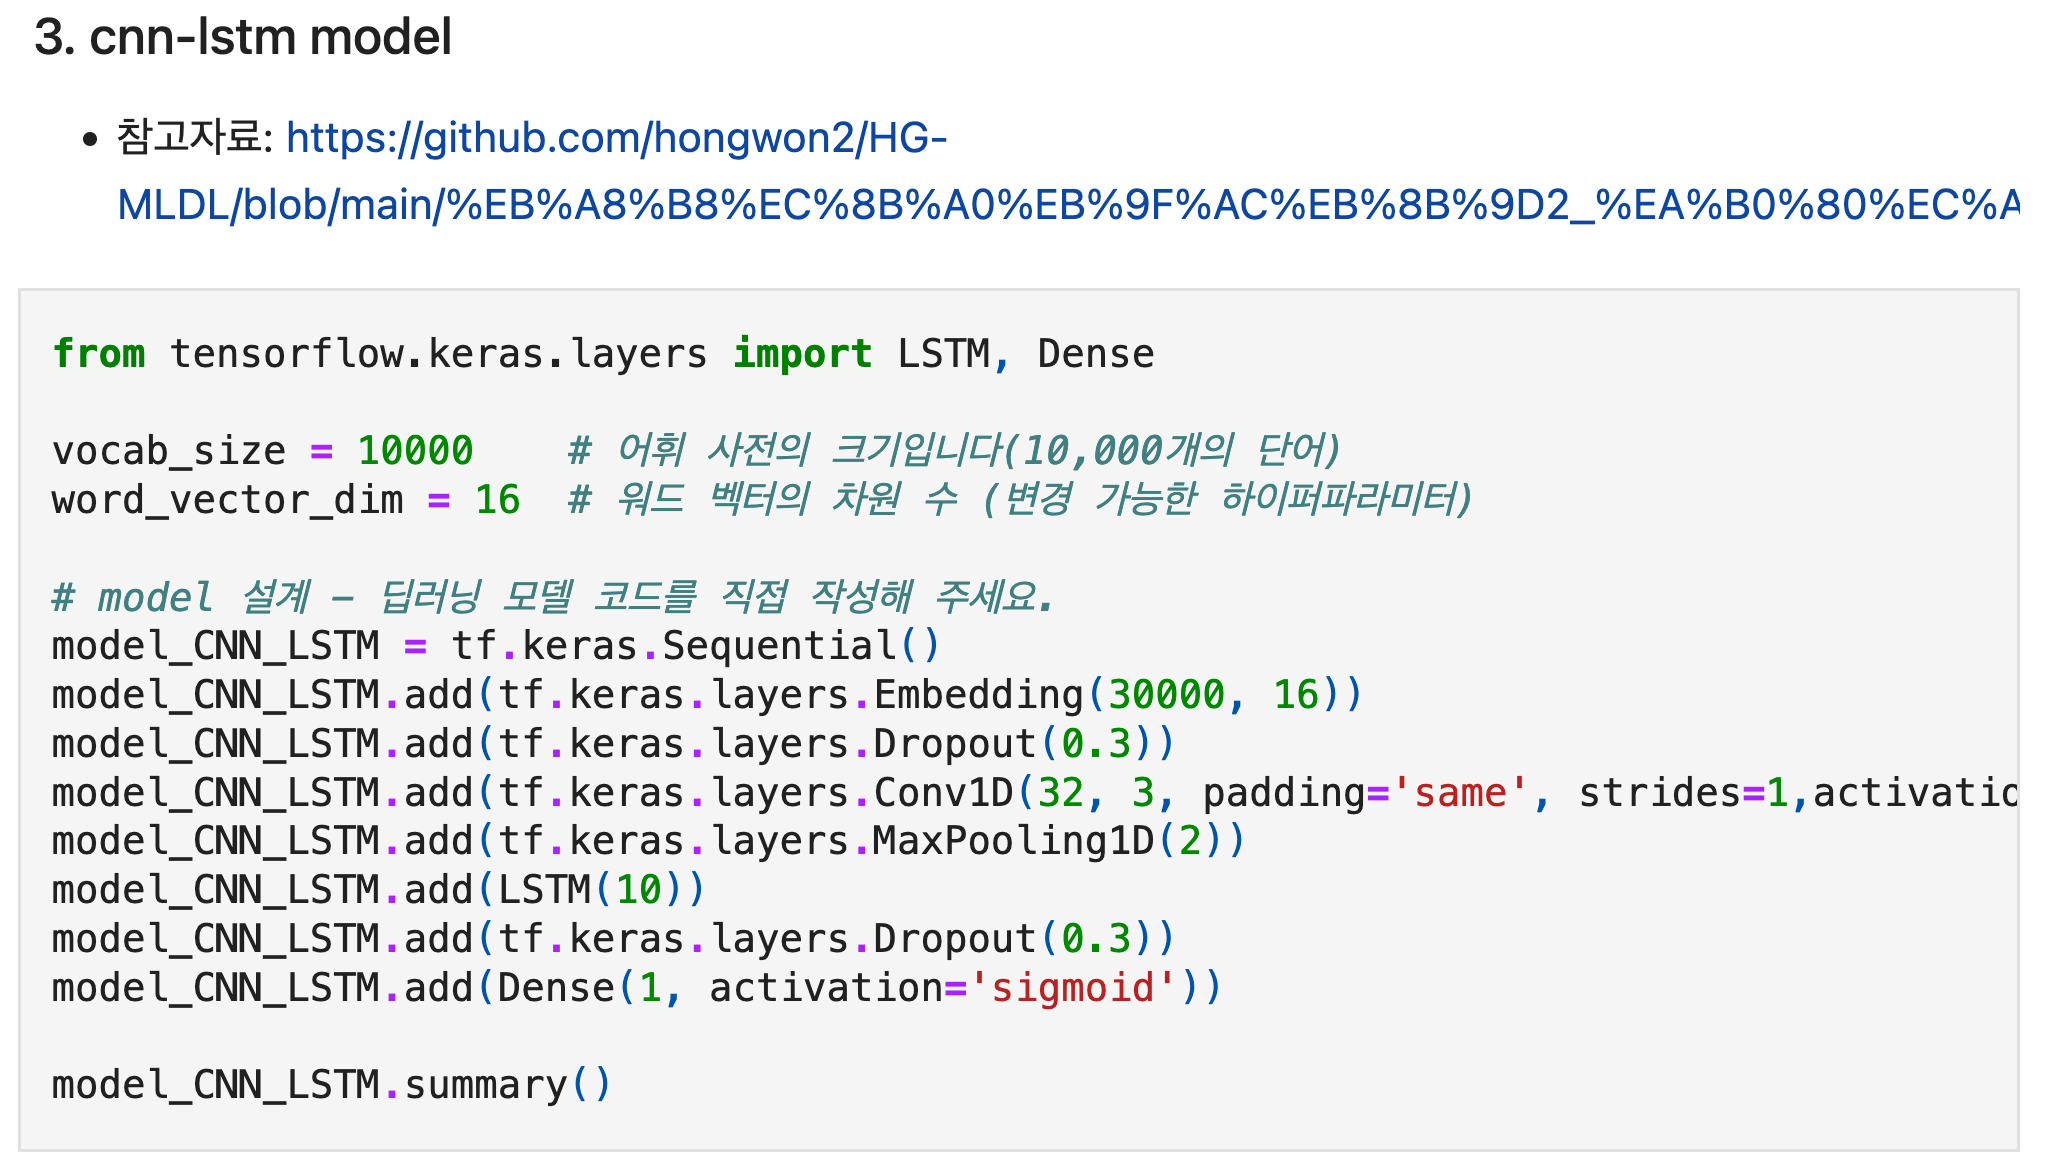 3. cnn-lstm model
• 참고자료: https://github.com/hongwon2/HG-
MLDL/blob/main/%EB%A8%B8%EC%8B%A0%EB%9F%AC%EB%8B%9D2_%EA%B0%80%EC%A
from tensorflow.keras.layers import LSTM, Dense
vocab_size = 10000    # 어휘 사전의 크기입니다(10,000개의 단어)
word_vector_dim = 16  # 워드 벡터의 차원 수 (변경 가능한 하이퍼파라미터)
# model 설계 - 딥러닝 모델 코드를 직접 작성해 주세요.
model_CNN_LSTM = tf.keras.Sequential()
model_CNN_LSTM.add(tf.keras.layers.Embedding(30000, 16))
model_CNN_LSTM.add(tf.keras.layers.Dropout(0.3))
model_CNN_LSTM.add(tf.keras.layers.Conv1D(32, 3, padding='same', strides=1,activatio
model_CNN_LSTM.add(tf.keras.layers.MaxPooling1D(2))
model_CNN_LSTM.add(LSTM(10))
model_CNN_LSTM.add(tf.keras.layers.Dropout(0.3))
model_CNN_LSTM.add(Dense(1, activation='sigmoid'))
model_CNN_LSTM.summary()